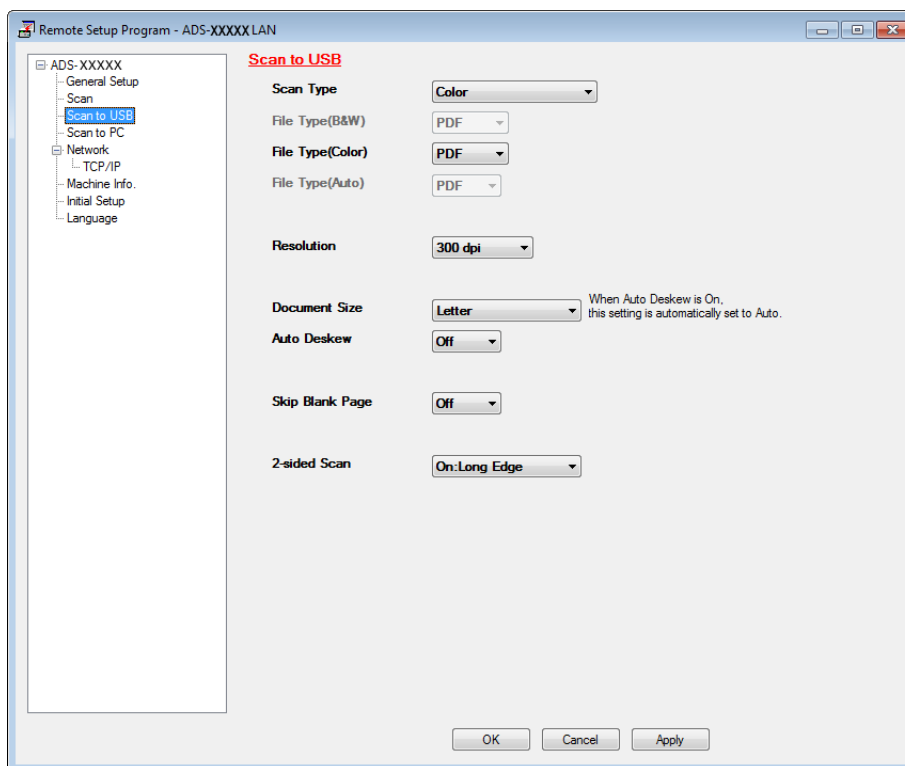 Remote Setup Program - ADS-XXXXX LAN
ADS-XXXXX
General Setup
Scan
Scan to USB
Scan to PC
Network
TCP/IP
Machine Info.
Initial Setup
Language
Scan to USB
Scan Type Color
File Type(B&W) PDF
File Type(Color) PDF
File Type(Auto) PDF
Resolution 300 dpi
Document Size Letter When Auto Deskew is On,
this setting is automatically set to Auto.
Auto Deskew Off
Skip Blank Page Off
2-sided Scan On:Long Edge
OK Cancel Apply